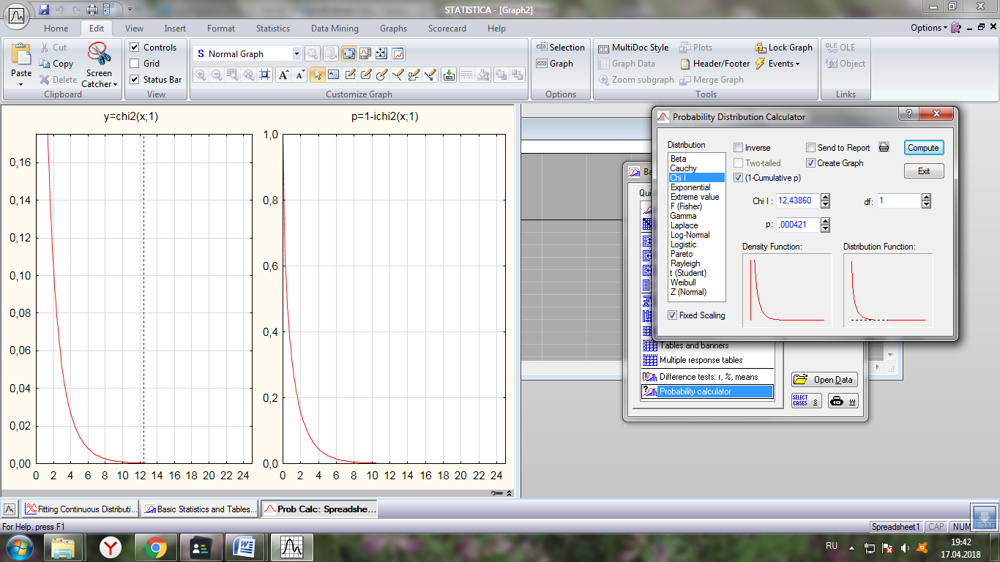 STATISTICA - [Graph2]
Home Edit View Insert Format Statistics Data Mining Graphs Scorecard Help Options
Paste
Cut
Copy
Delete
Screen Catcher
Clipboard
Controls
Grid
Status Bar
View
S Normal Graph
A A
Customize Graph
Selection
Graph
Options
MultiDoc Style
Graph Data
Zoom subgraph
Plots
Header/Footer
Merge Graph
Lock Graph
Events
Tools
OLE OLE
Object
Links
y=chi2(x;1)
0,16
0,14
0,12
0,10
0,08
0,06
0,04
0,02
0,00
0 2 4 6 8 10 12 14 16 18 20 22 24
p=1-ichi2(x;1)
1,0
0,8
0,6
0,4
0,2
0,0
0 2 4 6 8 10 12 14 16 18 20 22 24
Probability Distribution Calculator
Distribution
Beta
Cauchy
Chi I
Exponential
Extreme value
F (Fisher)
Gamma
Laplace
Log-Normal
Logistic
Pareto
Rayleigh
t (Student)
Weibull
Z (Normal)
Fixed Scaling
Inverse
Two-tailed
(1-Cumulative p)
Send to Report
Create Graph
Compute
Exit
Chi I : 12,43860
df: 1
p: ,000421
Density Function:
Distribution Function:
Ba
Qui
Tables and banners
Multiple response tables
Difference tests: r, %, means
Probability calculator
Open Data
SELECT CASES S
W
Fitting Continuous Distributi...
Basic Statistics and Tables...
Prob Calc: Spreadshe...
For Help, press F1
Spreadsheet1 CAP NUM ЗАП
RU
19:42
17.04.2018